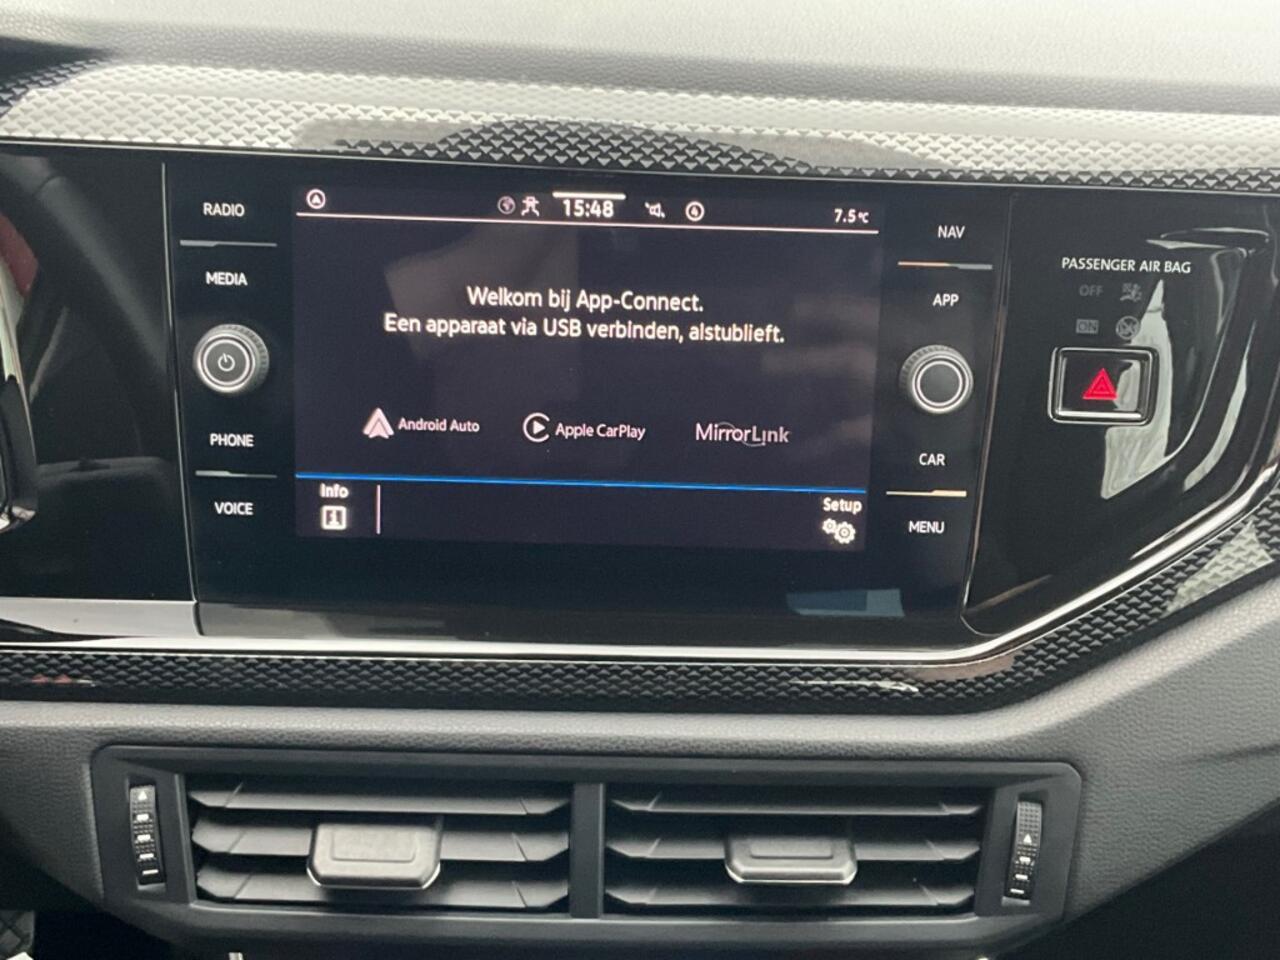 RADIO
MEDIA
PHONE
VOICE
15:48
7.5°C
Welkom bij App-Connect.
Een apparaat via USB verbinden, alstublieft.
Android Auto
Apple CarPlay
MirrorLink
Info
Setup
NAV
APP
CAR
MENU
PASSENGER AIR BAG
OFF
ON